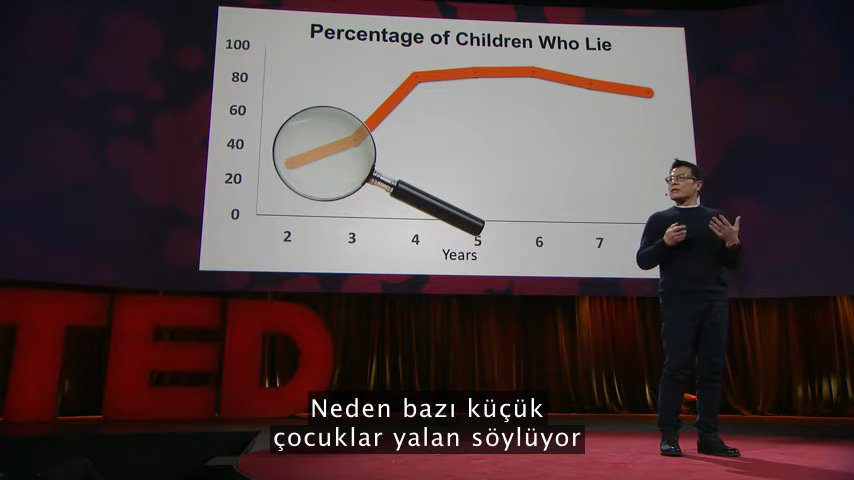 Percentage of Children Who Lie
100
80
60
40
20
0
2 3 4 5 6 7
Years
TED
Neden bazı küçük
çocuklar yalan söylüyor